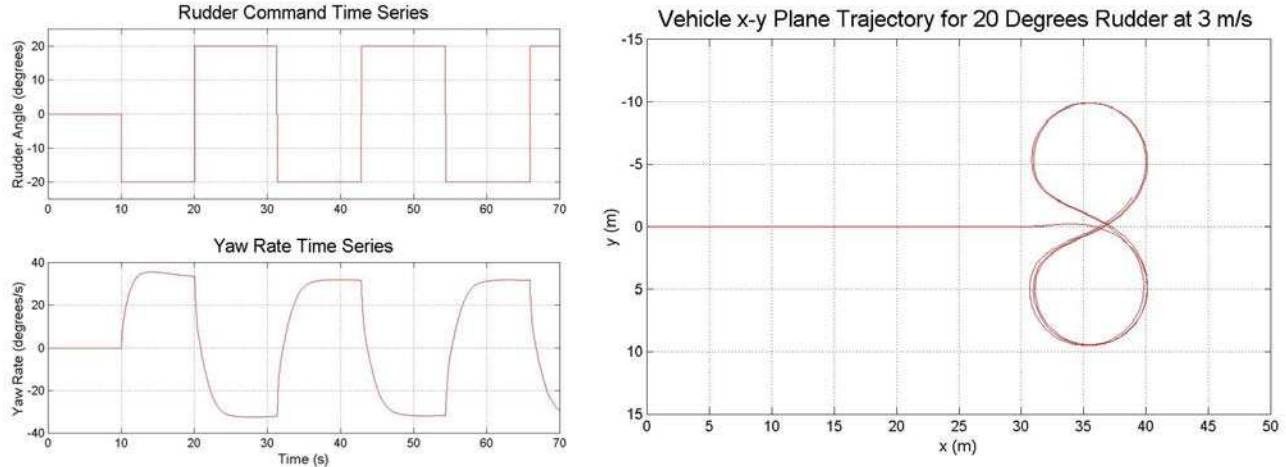 Rudder Command Time Series
Rudder Angle (degrees)
20
10
0
-10
-20
0 10 20 30 40 50 60 70
Yaw Rate Time Series
Yaw Rate (degrees/s)
40
20
0
-20
-40
0 10 20 30 40 50 60 70
Time (s)
Vehicle x-y Plane Trajectory for 20 Degrees Rudder at 3 m/s
y (m)
-15
-10
-5
0
5
10
15
0 5 10 15 20 25 30 35 40 45 50
x (m)